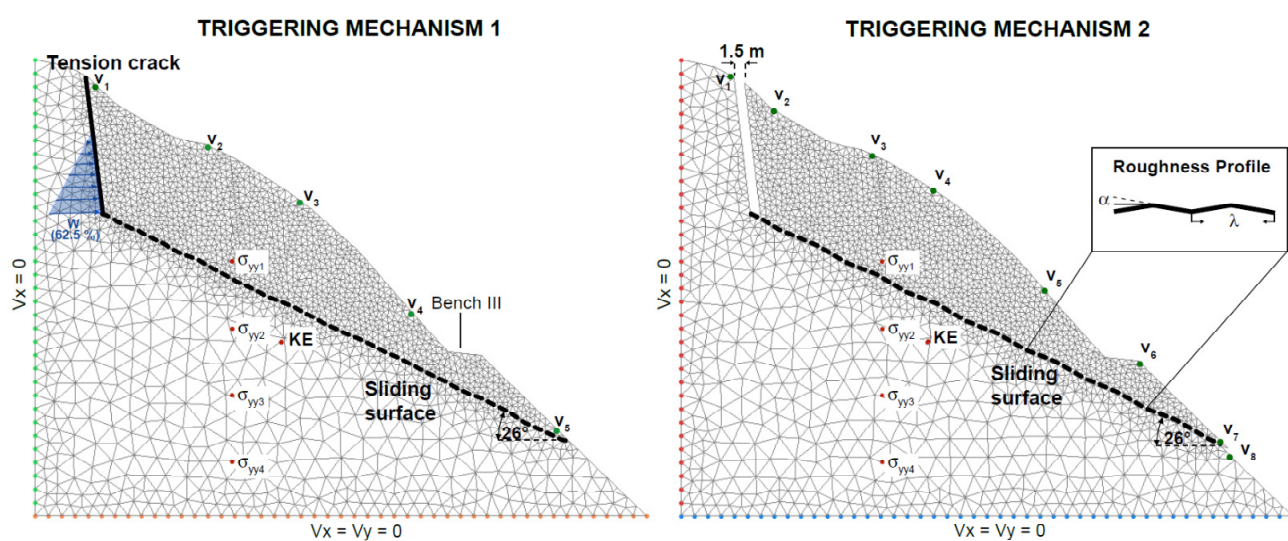 TRIGGERING MECHANISM 1
Tension crack
V1
V2
V3
W
(62.5 %)
σyy1
V4
Bench III
σyy2
KE
Vx = 0
Sliding
surface
σyy3
V5
26°
σyy4
Vx = Vy = 0
TRIGGERING MECHANISM 2
1.5 m
V1
V2
V3
V4
Roughness Profile
α
λ
σyy1
V5
σyy2
KE
V6
Vx = 0
Sliding
surface
σyy3
26°
V7
V8
σyy4
Vx = Vy = 0